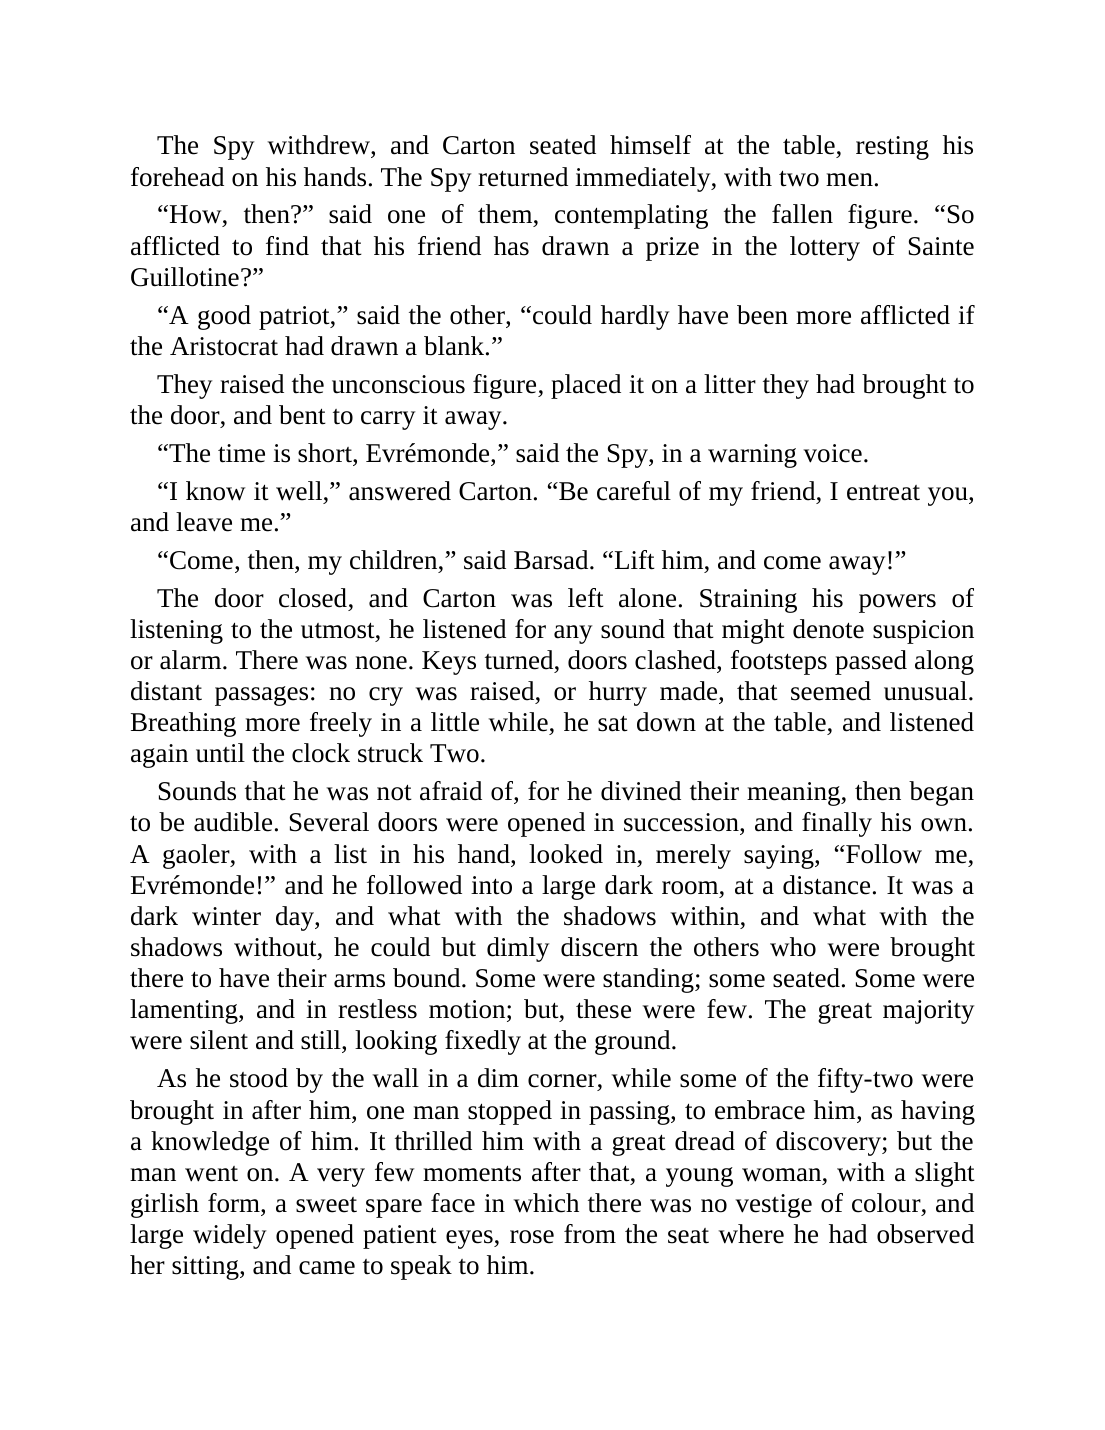 The Spy withdrew, and Carton seated himself at the table, resting his
forehead on his hands. The Spy returned immediately, with two men.
“How, then?” said one of them, contemplating the fallen figure. “So
afflicted to find that his friend has drawn a prize in the lottery of Sainte
Guillotine?”
“A good patriot,” said the other, “could hardly have been more afflicted if
the Aristocrat had drawn a blank.”
They raised the unconscious figure, placed it on a litter they had brought to
the door, and bent to carry it away.
“The time is short, Evrémonde,” said the Spy, in a warning voice.
“I know it well,” answered Carton. “Be careful of my friend, I entreat you,
and leave me.”
“Come, then, my children,” said Barsad. “Lift him, and come away!”
The door closed, and Carton was left alone. Straining his powers of
listening to the utmost, he listened for any sound that might denote suspicion
or alarm. There was none. Keys turned, doors clashed, footsteps passed along
distant passages: no cry was raised, or hurry made, that seemed unusual.
Breathing more freely in a little while, he sat down at the table, and listened
again until the clock struck Two.
Sounds that he was not afraid of, for he divined their meaning, then began
to be audible. Several doors were opened in succession, and finally his own.
A gaoler, with a list in his hand, looked in, merely saying, “Follow me,
Evrémonde!” and he followed into a large dark room, at a distance. It was a
dark winter day, and what with the shadows within, and what with the
shadows without, he could but dimly discern the others who were brought
there to have their arms bound. Some were standing; some seated. Some were
lamenting, and in restless motion; but, these were few. The great majority
were silent and still, looking fixedly at the ground.
As he stood by the wall in a dim corner, while some of the fifty-two were
brought in after him, one man stopped in passing, to embrace him, as having
a knowledge of him. It thrilled him with a great dread of discovery; but the
man went on. A very few moments after that, a young woman, with a slight
girlish form, a sweet spare face in which there was no vestige of colour, and
large widely opened patient eyes, rose from the seat where he had observed
her sitting, and came to speak to him.